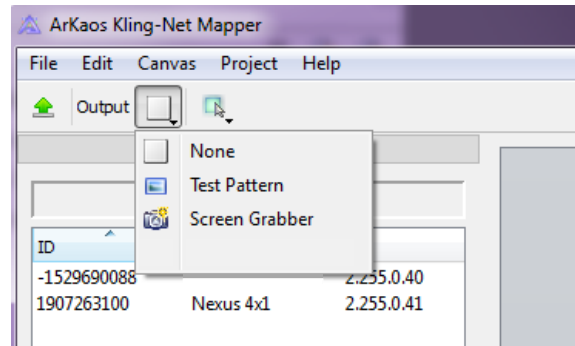 ArKaos Kling-Net Mapper
File Edit Canvas Project Help
Output
None
Test Pattern
Screen Grabber
ID
-1529690088 2.255.0.40
1907263100 Nexus 4x1 2.255.0.41